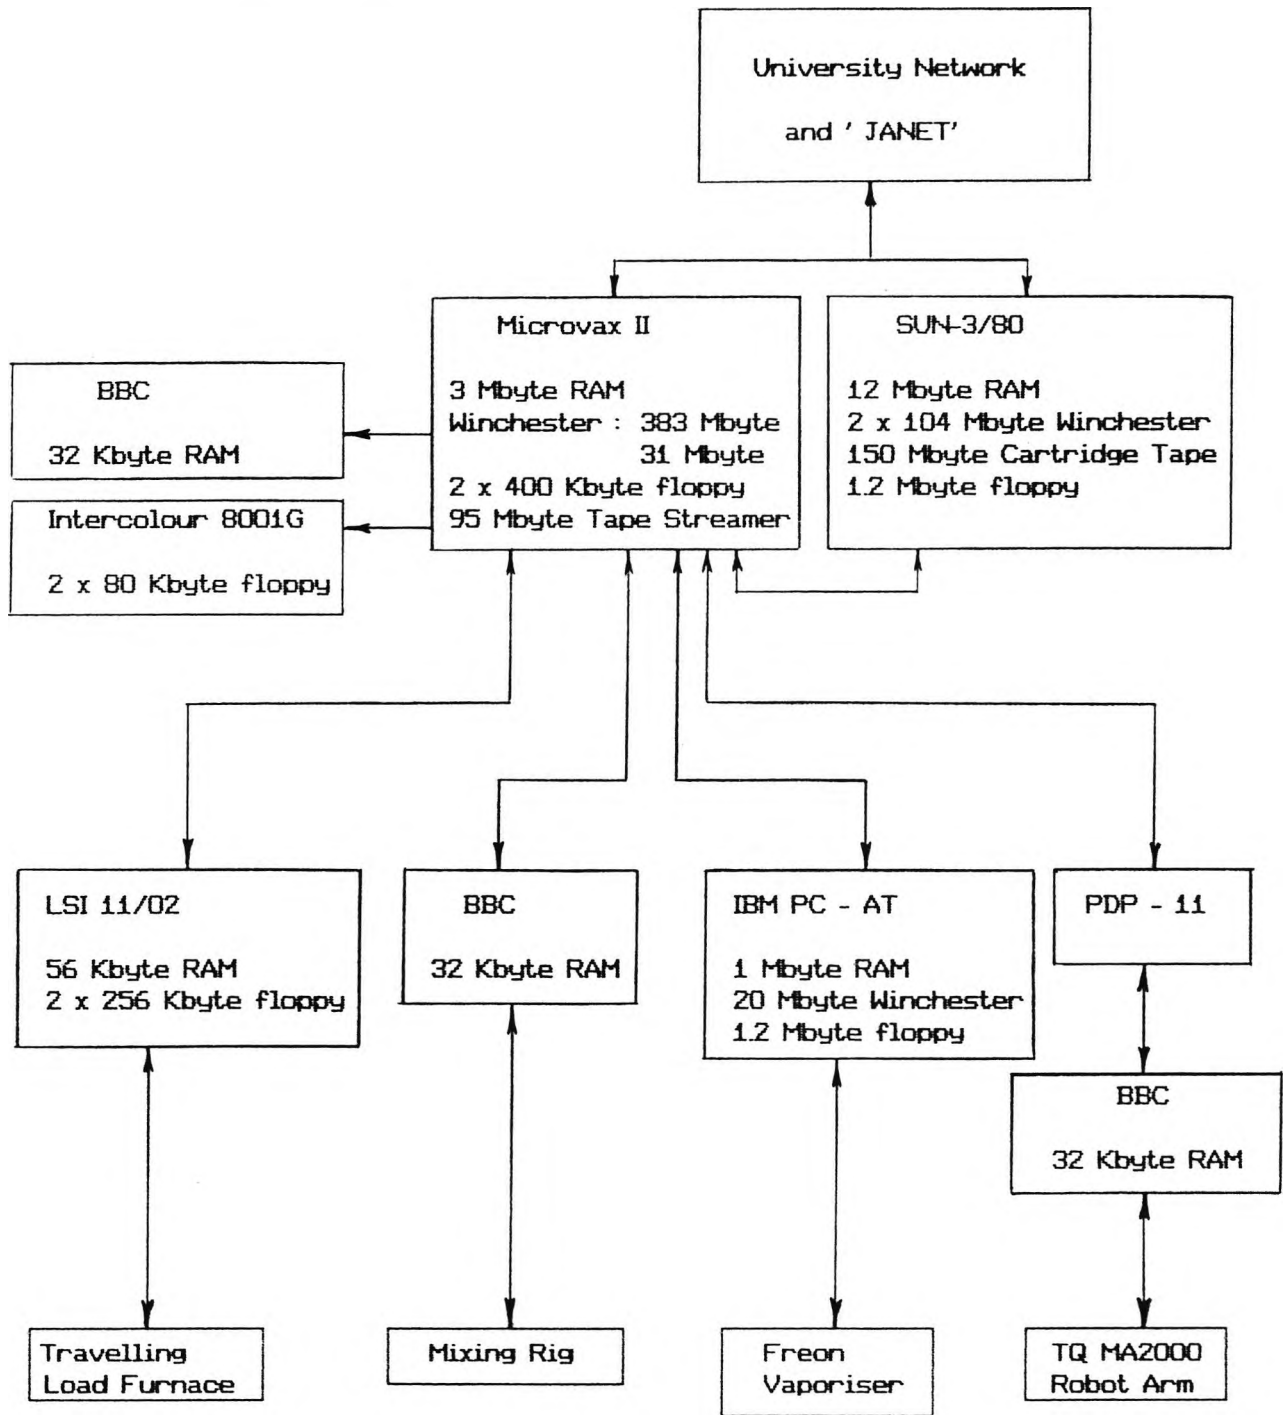 University Network
and ' JANET'
Microvax II
3 Mbyte RAM
Winchester : 383 Mbyte
31 Mbyte
2 x 400 Kbyte floppy
95 Mbyte Tape Streamer
SUN-3/80
12 Mbyte RAM
2 x 104 Mbyte Winchester
150 Mbyte Cartridge Tape
1.2 Mbyte floppy
BBC
32 Kbyte RAM
Intercolour 8001G
2 x 80 Kbyte floppy
LSI 11/02
56 Kbyte RAM
2 x 256 Kbyte floppy
BBC
32 Kbyte RAM
IBM PC - AT
1 Mbyte RAM
20 Mbyte Winchester
1.2 Mbyte floppy
PDP - 11
BBC
32 Kbyte RAM
Travelling
Load Furnace
Mixing Rig
Freon
Vaporiser
TQ MA2000
Robot Arm